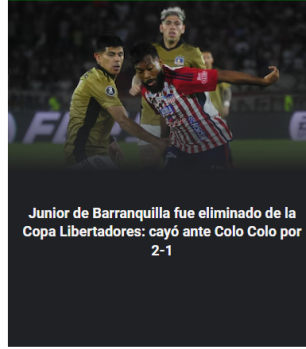 Junior de Barranquilla fue eliminado de la
Copa Libertadores: cayó ante Colo Colo por
2-1